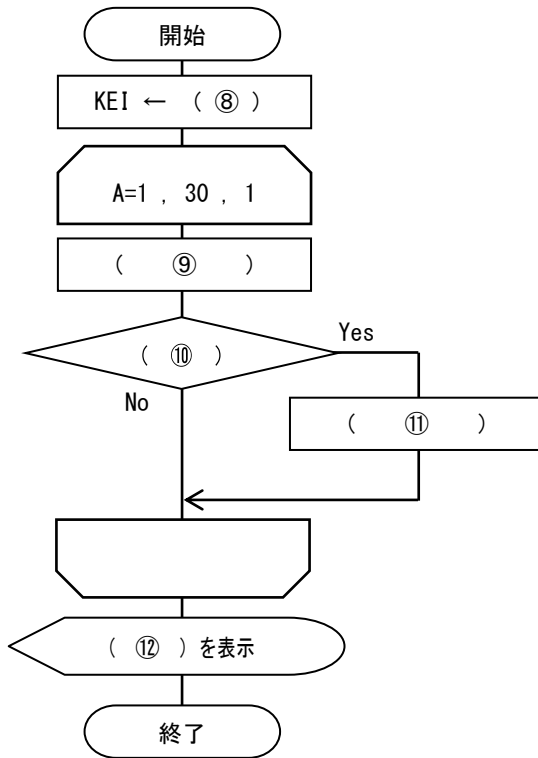 開始
KEI ← ( ⑧ )
A=1 , 30 , 1
( ⑨ )
( ⑩ )
Yes
No
( ⑪ )
( ⑫ ) を表示
終了